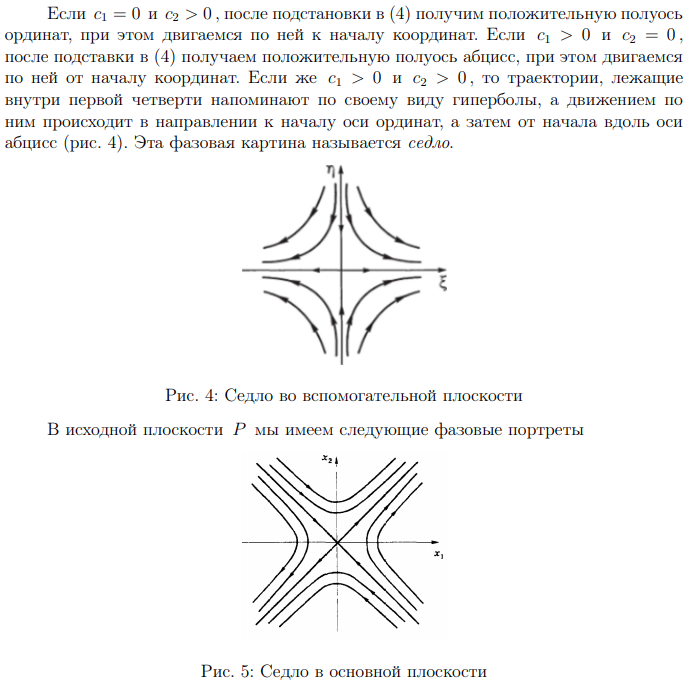 Если c₁ = 0 и c₂ > 0, после подстановки в (4) получим положительную полуось
ординат, при этом двигаемся по ней к началу координат. Если c₁ > 0 и c₂ = 0,
после подставки в (4) получаем положительную полуось абцисс, при этом двигаемся
по ней от началу координат. Если же c₁ > 0 и c₂ > 0, то траектории, лежащие
внутри первой четверти напоминают по своему виду гиперболы, а движением по
ним происходит в направлении к началу оси ординат, а затем от начала вдоль оси
абцисс (рис. 4). Эта фазовая картина называется седло.
η
ξ
Рис. 4: Седло во вспомогательной плоскости
В исходной плоскости P мы имеем следующие фазовые портреты
x₂
x₁
Рис. 5: Седло в основной плоскости